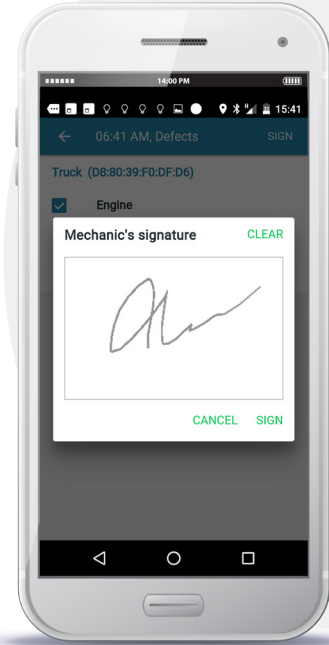 14:00 PM
15:41
06:41 AM, Defects SIGN
Truck (D8:80:39:F0:DF:D6)
Engine
Mechanic's signature CLEAR
CANCEL SIGN